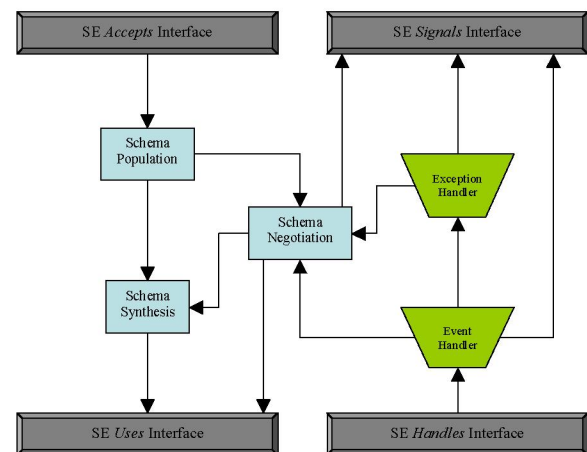 SE Accepts Interface
SE Signals Interface
Schema
Population
Exception
Handler
Schema
Negotiation
Schema
Synthesis
Event
Handler
SE Uses Interface
SE Handles Interface